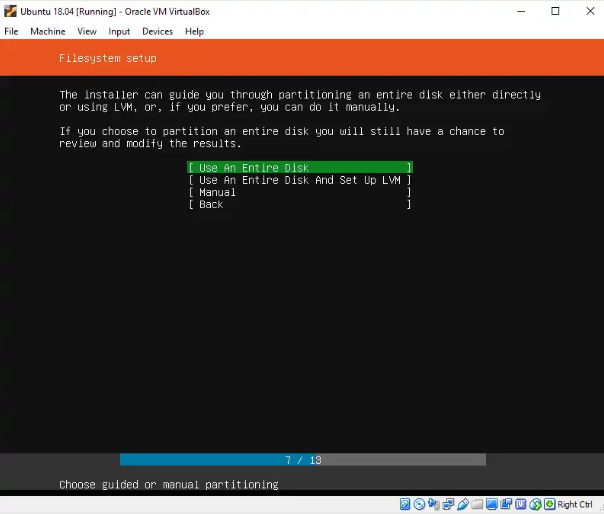 Ubuntu 18.04 [Running] - Oracle VM VirtualBox
File Machine View Input Devices Help
Filesystem setup
The installer can guide you through partitioning an entire disk either directly
or using LVM, or, if you prefer, you can do it manually.
If you choose to partition an entire disk you will still have a chance to
review and modify the results.
[ Use An Entire Disk ]
[ Use An Entire Disk And Set Up LVM ]
[ Manual ]
[ Back ]
7 / 13
Choose guided or manual partitioning
Right Ctrl